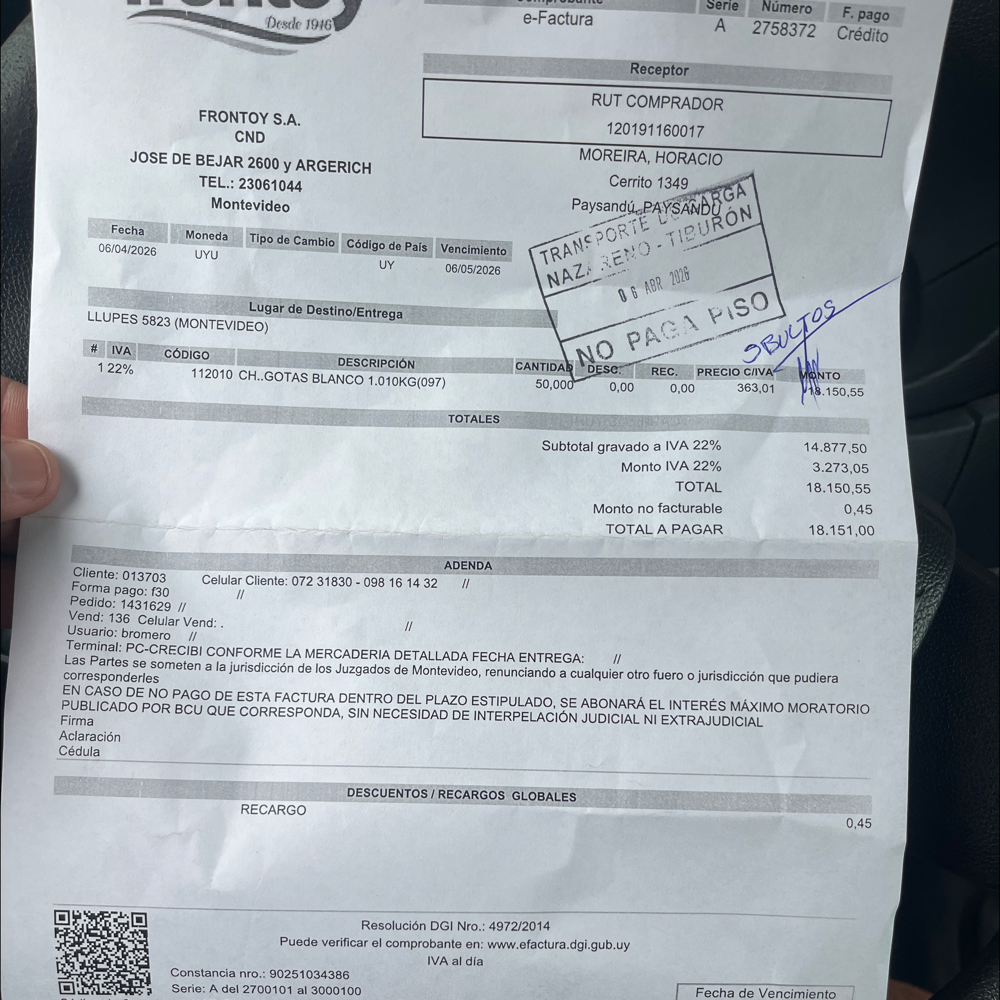 Desde 1946
e-Factura
Serie Número F. pago
A 2758372 Crédito
Receptor
RUT COMPRADOR
120191160017
FRONTOY S.A.
CND
JOSE DE BEJAR 2600 y ARGERICH
TEL.: 23061044
Montevideo
MOREIRA, HORACIO
Cerrito 1349
Paysandú, PAYSANDU
TRANSPORTE DE CARGA
NAZARENO - TIBURÓN
06 ABR 2026
NO PAGA PISO
Fecha Moneda Tipo de Cambio Código de País Vencimiento
06/04/2026 UYU UY 06/05/2026
Lugar de Destino/Entrega
LLUPES 5823 (MONTEVIDEO)
BULTOS
# IVA CÓDIGO DESCRIPCIÓN CANTIDAD DESC. REC. PRECIO C/IVA MONTO
1 22% 112010 CH..GOTAS BLANCO 1.010KG(097) 50,000 0,00 0,00 363,01 18.150,55
TOTALES
Subtotal gravado a IVA 22% 14.877,50
Monto IVA 22% 3.273,05
TOTAL 18.150,55
Monto no facturable 0,45
TOTAL A PAGAR 18.151,00
ADENDA
Cliente: 013703 Celular Cliente: 072 31830 - 098 16 14 32 //
Forma pago: f30 //
Pedido: 1431629 //
Vend: 136 Celular Vend: . //
Usuario: bromero //
Terminal: PC-CRECIBI CONFORME LA MERCADERIA DETALLADA FECHA ENTREGA: //
Las Partes se someten a la jurisdicción de los Juzgados de Montevideo, renunciando a cualquier otro fuero o jurisdicción que pudiera
corresponderles
EN CASO DE NO PAGO DE ESTA FACTURA DENTRO DEL PLAZO ESTIPULADO, SE ABONARÁ EL INTERÉS MÁXIMO MORATORIO
PUBLICADO POR BCU QUE CORRESPONDA, SIN NECESIDAD DE INTERPELACIÓN JUDICIAL NI EXTRAJUDICIAL
Firma
Aclaración
Cédula
DESCUENTOS / RECARGOS GLOBALES
RECARGO 0,45
Resolución DGI Nro.: 4972/2014
Puede verificar el comprobante en: www.efactura.dgi.gub.uy
IVA al día
Constancia nro.: 90251034386
Serie: A del 2700101 al 3000100
Fecha de Vencimiento